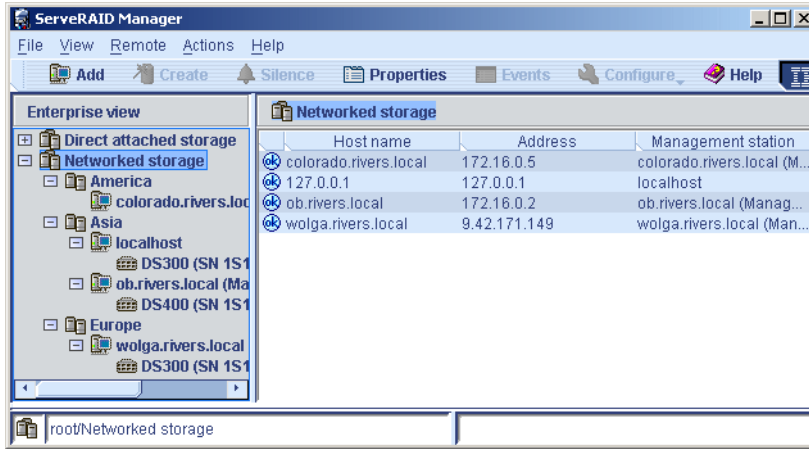 ServeRAID Manager
File View Remote Actions Help
Add Create Silence Properties Events Configure Help
Enterprise view
Direct attached storage
Networked storage
America
colorado.rivers.loc
Asia
localhost
DS300 (SN 1S1
ob.rivers.local (Ma
DS400 (SN 1S1
Europe
wolga.rivers.local
DS300 (SN 1S1
Networked storage
Host name Address Management station
ok colorado.rivers.local 172.16.0.5 colorado.rivers.local (M...
ok 127.0.0.1 127.0.0.1 localhost
ok ob.rivers.local 172.16.0.2 ob.rivers.local (Manag...
ok wolga.rivers.local 9.42.171.149 wolga.rivers.local (Man...
root/Networked storage